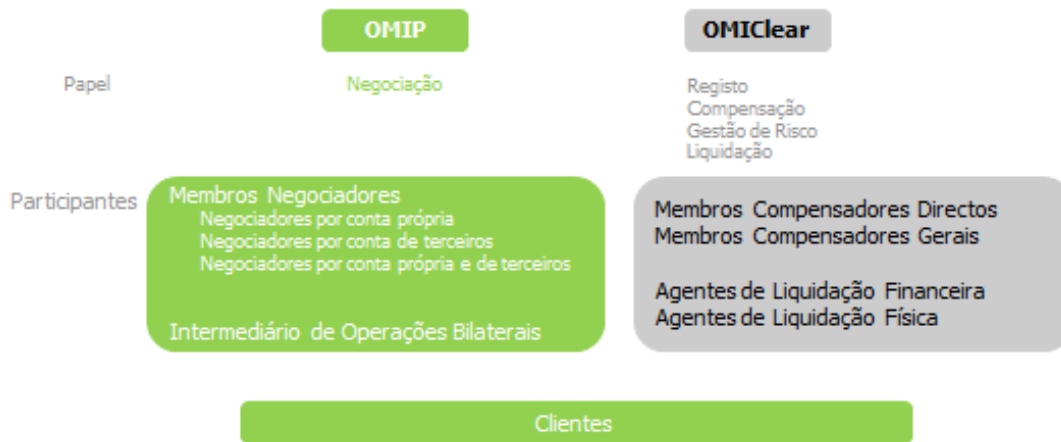 OMIP
OMIClear
Papel
Negociação
Registo
Compensação
Gestão de Risco
Liquidação
Participantes
Membros Negociadores
Negociadores por conta própria
Negociadores por conta de terceiros
Negociadores por conta própria e de terceiros
Intermediário de Operações Bilaterais
Membros Compensadores Directos
Membros Compensadores Gerais
Agentes de Liquidação Financeira
Agentes de Liquidação Física
Clientes